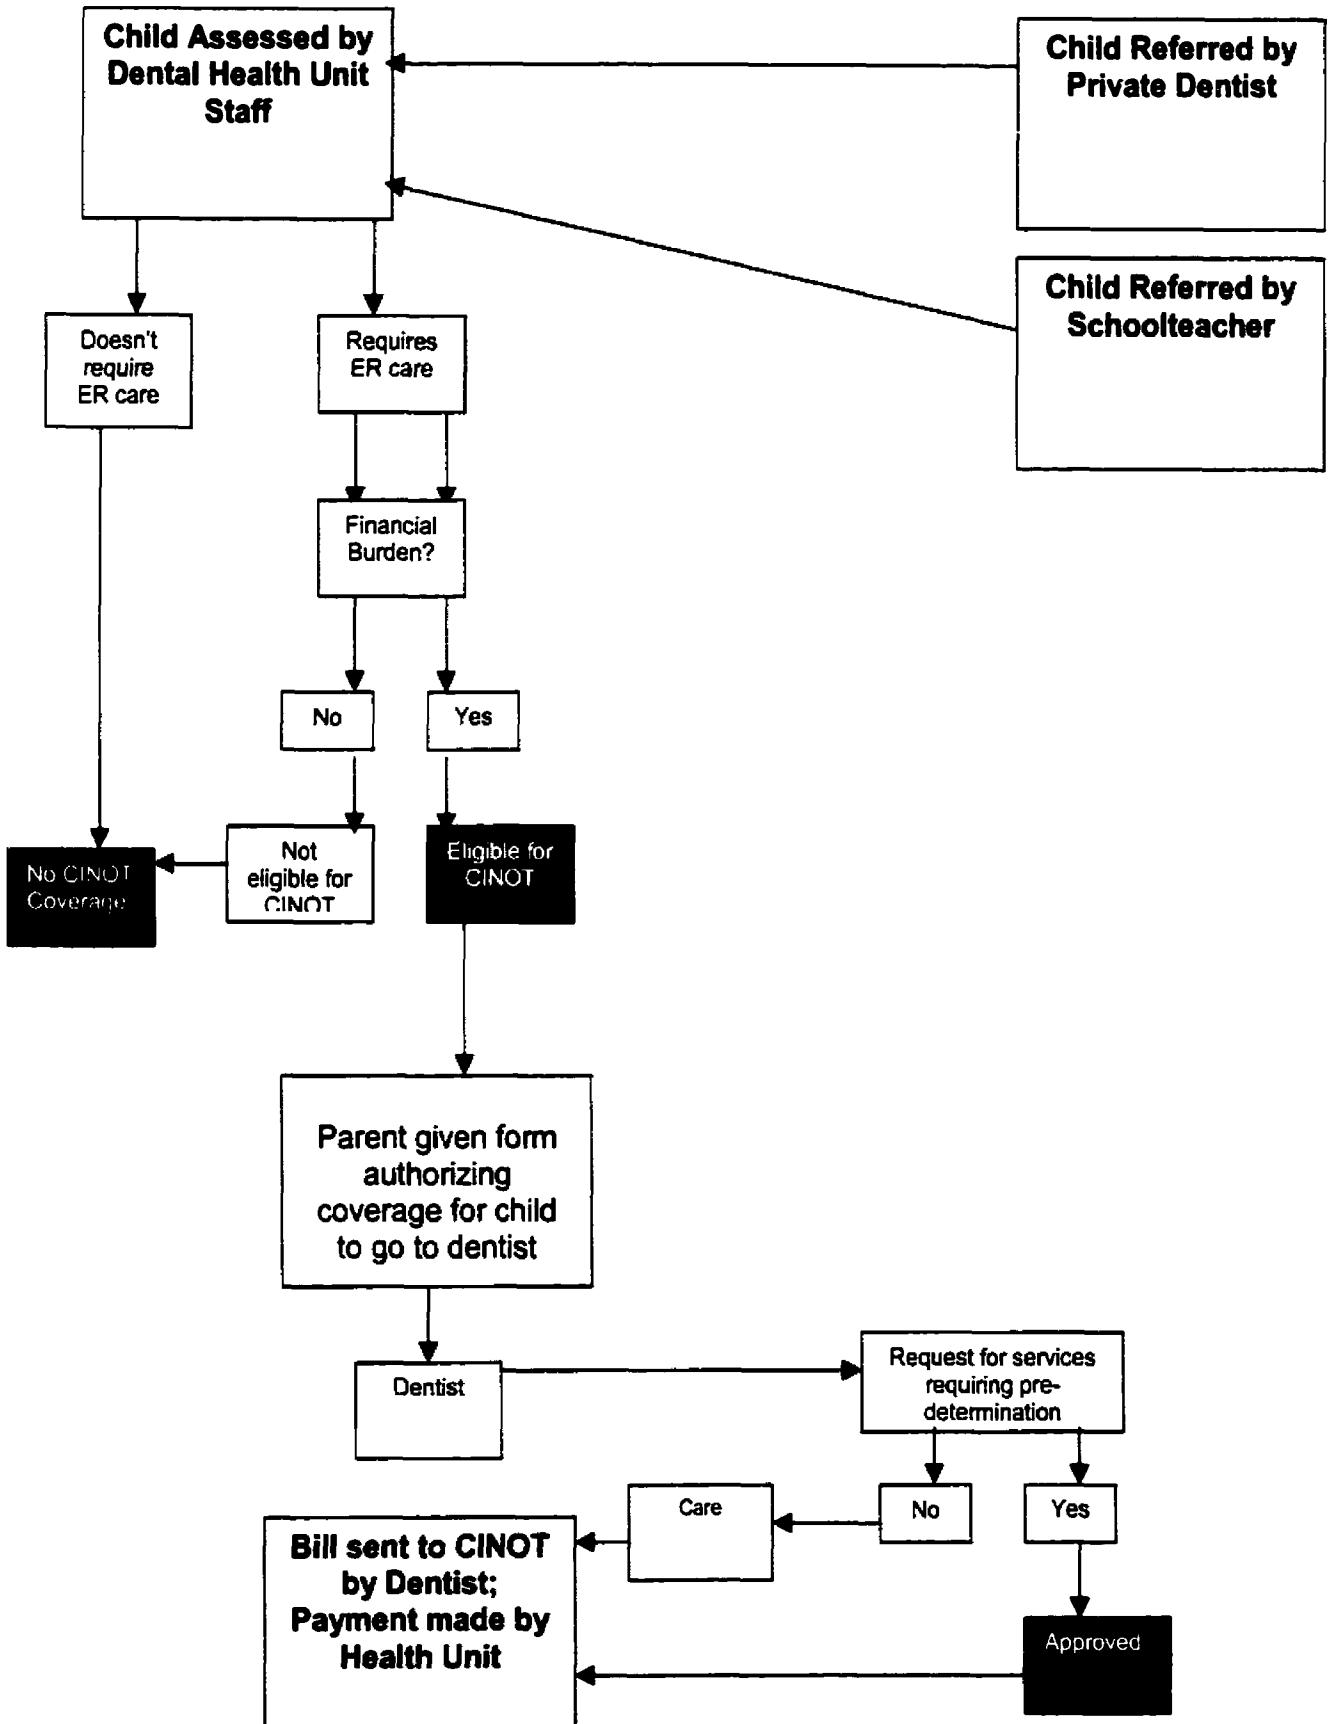 Child Assessed by
Dental Health Unit
Staff
Child Referred by
Private Dentist
Child Referred by
Schoolteacher
Doesn't
require
ER care
Requires
ER care
Financial
Burden?
No
Yes
No CINOT
Coverage
Not
eligible for
CINOT
Eligible for
CINOT
Parent given form
authorizing
coverage for child
to go to dentist
Dentist
Request for services
requiring pre-
determination
Care
No
Yes
Bill sent to CINOT
by Dentist;
Payment made by
Health Unit
Approved